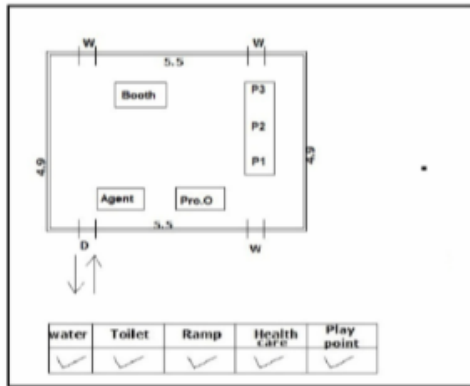 W W
5.5
Booth
P3
P2
P1
4.9 4.9
Agent Pro.O
5.5
D W
water Toilet Ramp Health care Play point